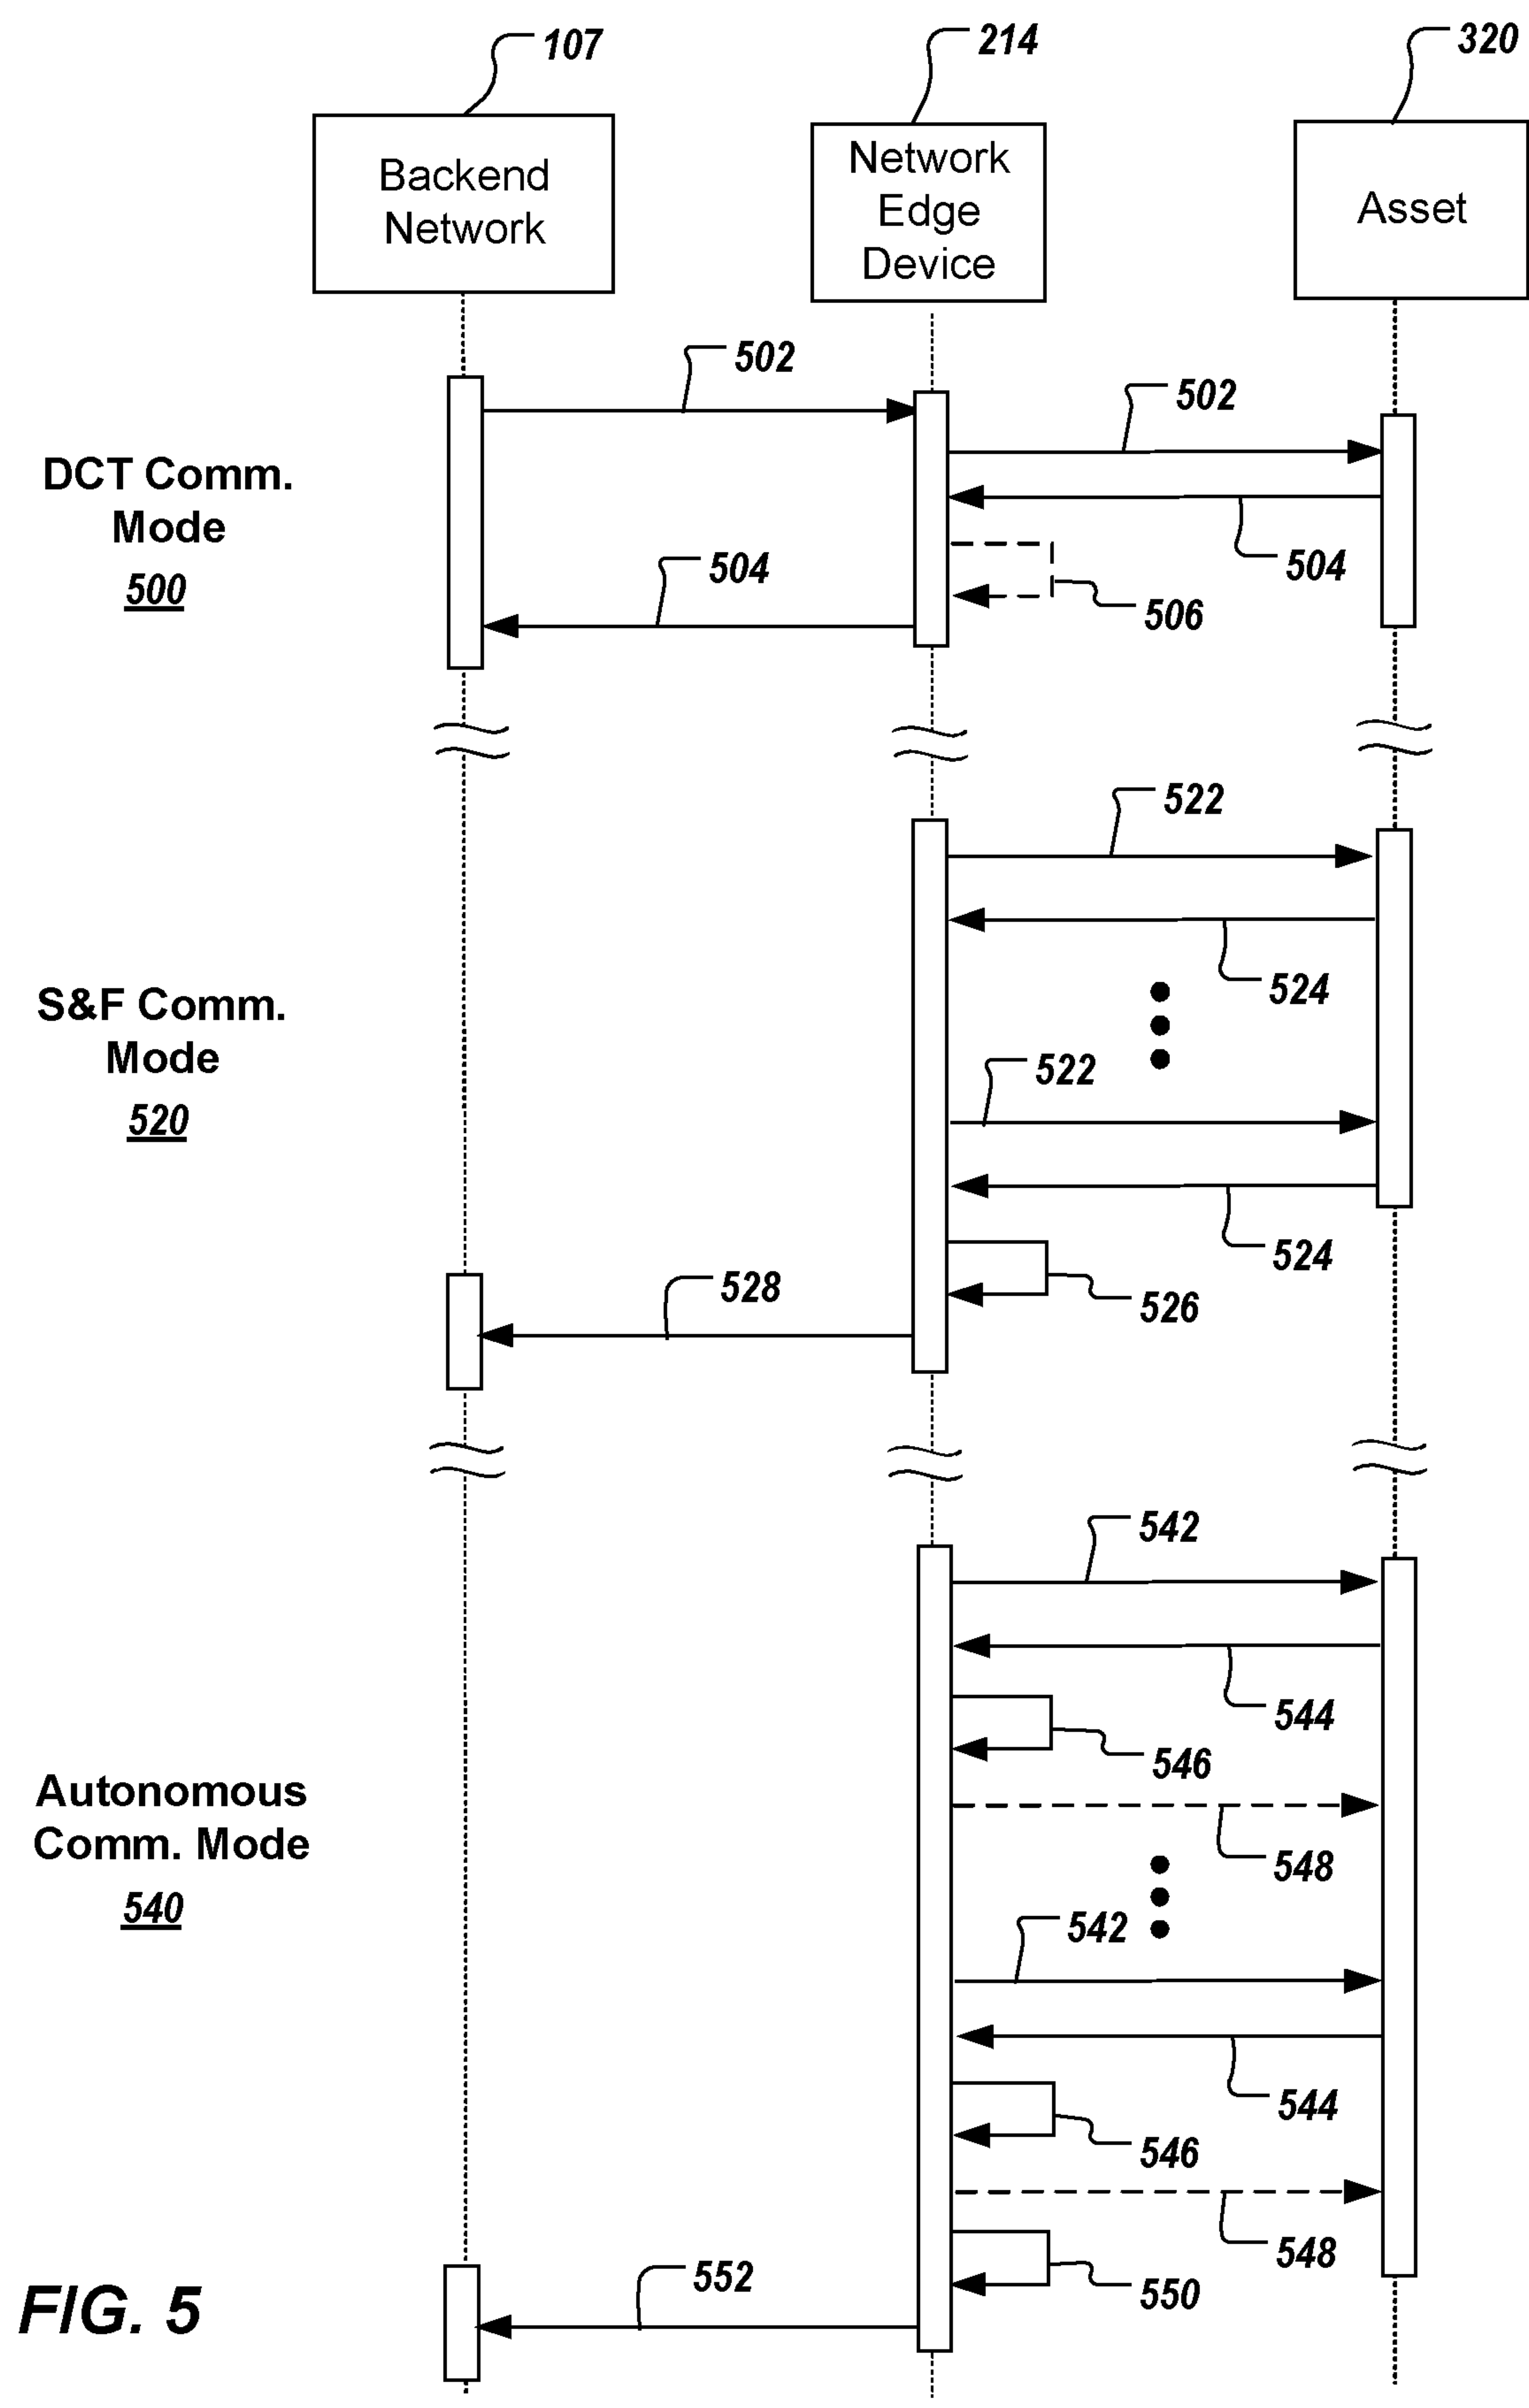 107
214
320
Backend
Network
Network
Edge
Device
Asset
502
502
DCT Comm.
Mode
500
504
504
506
522
524
S&F Comm.
Mode
520
522
524
526
528
542
544
546
Autonomous
Comm. Mode
540
548
542
544
546
548
550
552
FIG. 5